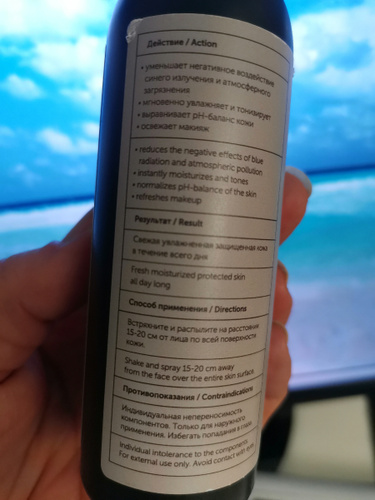 Действие / Action
• уменьшает негативное воздействие
синего излучения и атмосферного
загрязнения
• мгновенно увлажняет и тонизирует
• выравнивает pH-баланс кожи
• освежает макияж
• reduces the negative effects of blue
radiation and atmospheric pollution
• instantly moisturizes and tones
• normalizes pH-balance of the skin
• refreshes makeup
Результат / Result
Свежая увлажненная защищенная кожа
в течение всего дня
Fresh moisturized protected skin
all day long
Способ применения / Directions
Встряхните и распылите на расстоянии
15-20 см от лица по всей поверхности
кожи.
Shake and spray 15-20 cm away
from the face over the entire skin surface.
Противопоказания / Contraindications
Индивидуальная непереносимость
компонентов. Только для наружного
применения. Избегать попадания в глаза.
Individual intolerance to the components.
For external use only. Avoid contact with eyes.